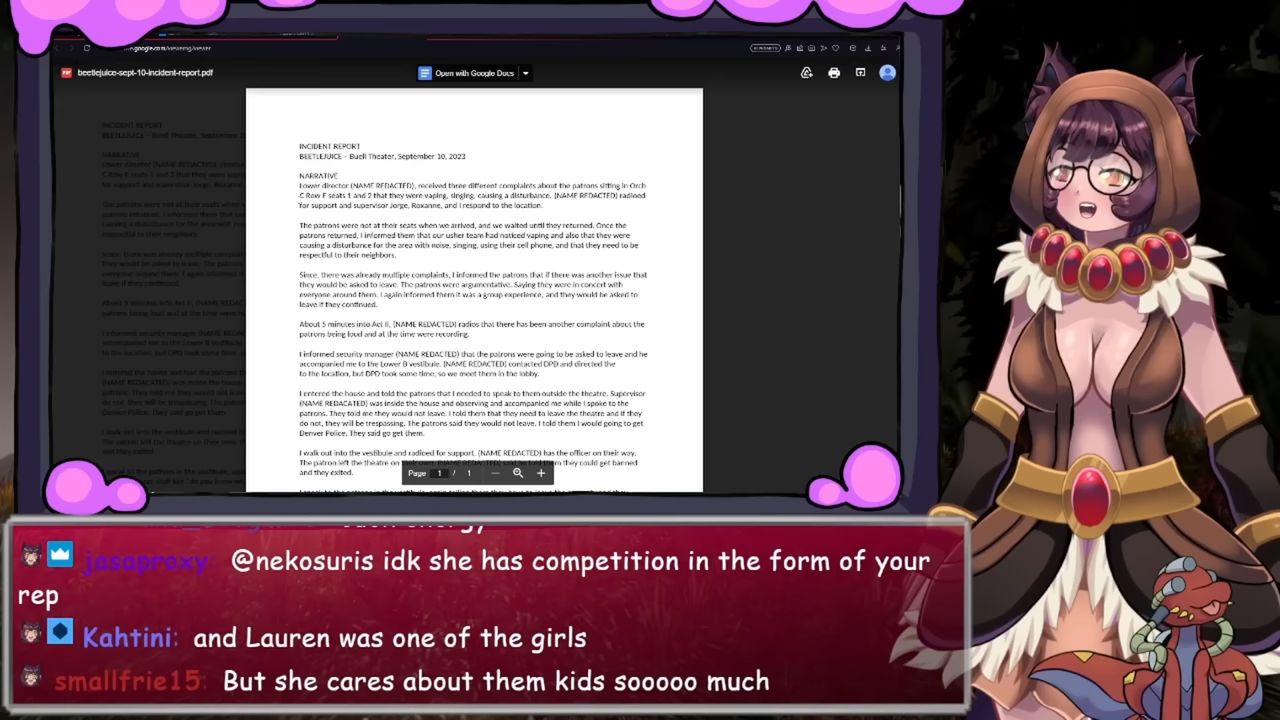 beetlejuice-sept-10-incident-report.pdf
Open with Google Docs
INCIDENT REPORT
BEETLEJUICE – Buell Theater, September 10, 2023
NARRATIVE
Lower director (NAME REDACTED), received three different complaints about the patrons sitting in Orch
C Row E seats 1 and 2 that they were vaping, singing, causing a disturbance. (NAME REDACTED) radioed
for support and supervisor Jorge, Roxanne, and I respond to the location.
The patrons were not at their seats when we arrived, and we waited until they returned. Once the
patrons returned, I informed them that our usher team had noticed vaping and also that they were
causing a disturbance for the area with noise, singing, using their cell phone, and that they need to be
respectful to their neighbors.
Since, there was already multiple complaints, I informed the patrons that if there was another issue that
they would be asked to leave. The patrons were argumentative. Saying they were in concert with
everyone around them. I again informed them it was a group experience, and they would be asked to
leave if they continued.
About 5 minutes into Act II, (NAME REDACTED) radios that there has been another complaint about the
patrons being loud and at the time were recording.
I informed security manager (NAME REDACTED) that the patrons were going to be asked to leave and he
accompanied me to the Lower B vestibule. (NAME REDACTED) contacted DPD and directed the
to the location, but DPD took some time, so we meet them in the lobby.
I entered the house and told the patrons that I needed to speak to them outside the theatre. Supervisor
(NAME REDACATED) was inside the house and observing and accompanied me while I spoke to the
patrons. They told me they would not leave. I told them that they need to leave the theatre and if they
do not, they will be trespassing. The patrons said they would not leave. I told them I would going to get
Denver Police. They said go get them.
I walk out into the vestibule and radioed for support. (NAME REDACTED) has the officer on their way.
The patron left the theatre on their own. (NAME REDACTED) said he told them they could get banned
and they exited.
Page 1 / 1
jasaproxy: @nekosuris idk she has competition in the form of your
rep
Kahtini: and Lauren was one of the girls
smallfrie15: But she cares about them kids sooooo much